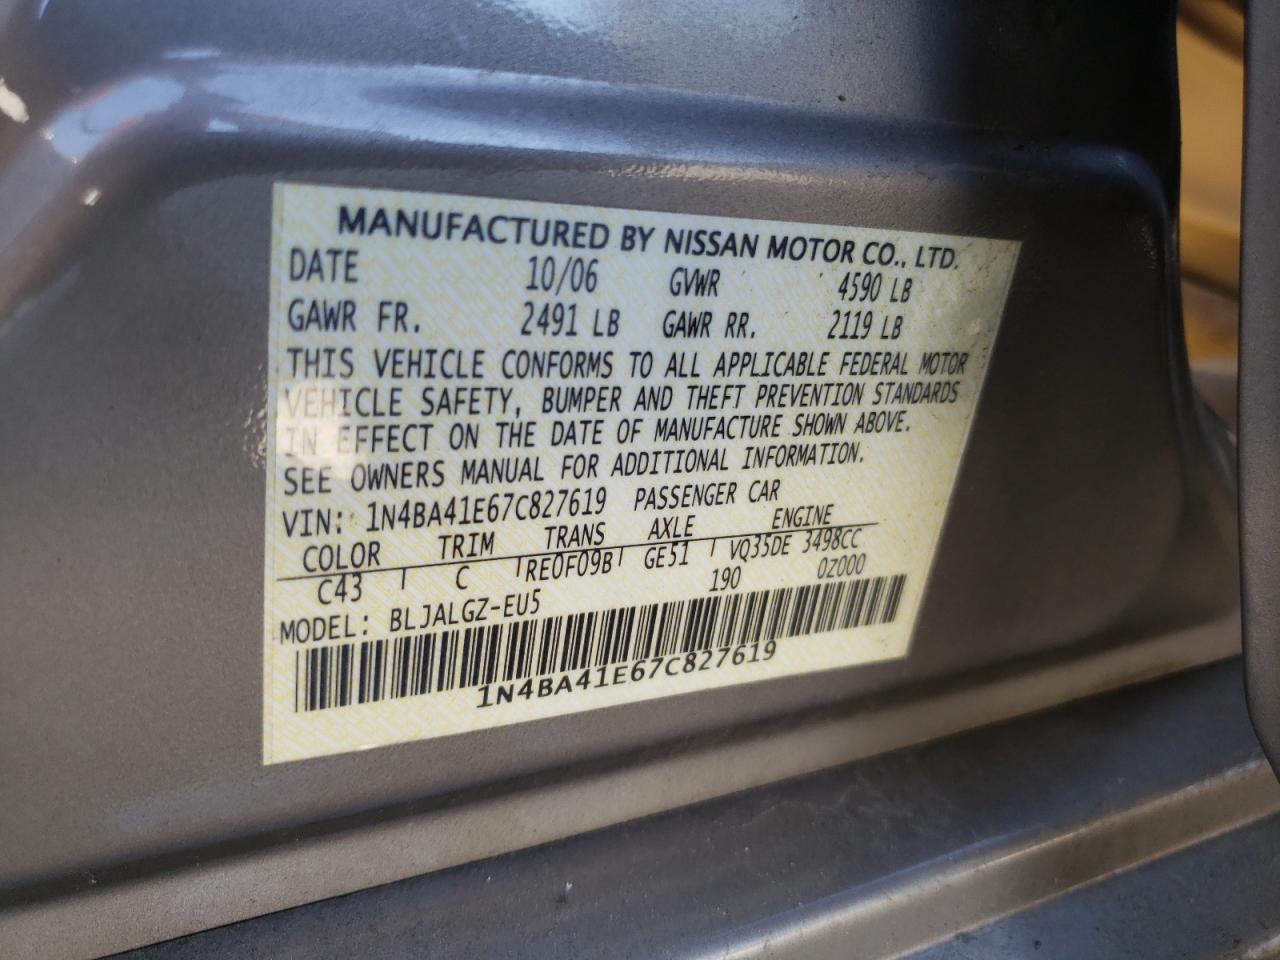 MANUFACTURED BY NISSAN MOTOR CO., LTD.
DATE 10/06 GVWR 4590 LB
GAWR FR. 2491 LB GAWR RR. 2119 LB
THIS VEHICLE CONFORMS TO ALL APPLICABLE FEDERAL MOTOR
VEHICLE SAFETY, BUMPER AND THEFT PREVENTION STANDARDS
IN EFFECT ON THE DATE OF MANUFACTURE SHOWN ABOVE.
SEE OWNERS MANUAL FOR ADDITIONAL INFORMATION.
VIN: 1N4BA41E67C827619 PASSENGER CAR
COLOR TRIM TRANS AXLE ENGINE
C43 C RE0F09B GE51 VQ35DE 3498CC
190 0Z000
MODEL: BLJALGZ-EU5
1N4BA41E67C827619